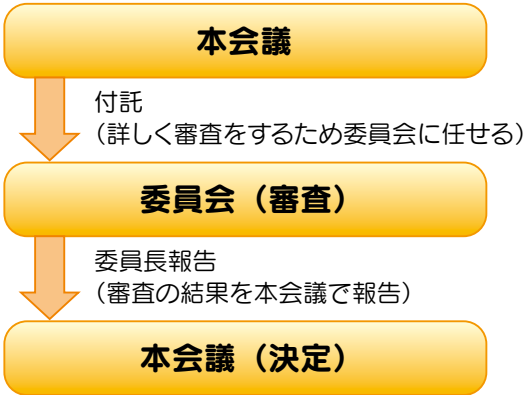 本会議
付託
（詳しく審査をするため委員会に任せる）
委員会（審査）
委員長報告
（審査の結果を本会議で報告）
本会議（決定）